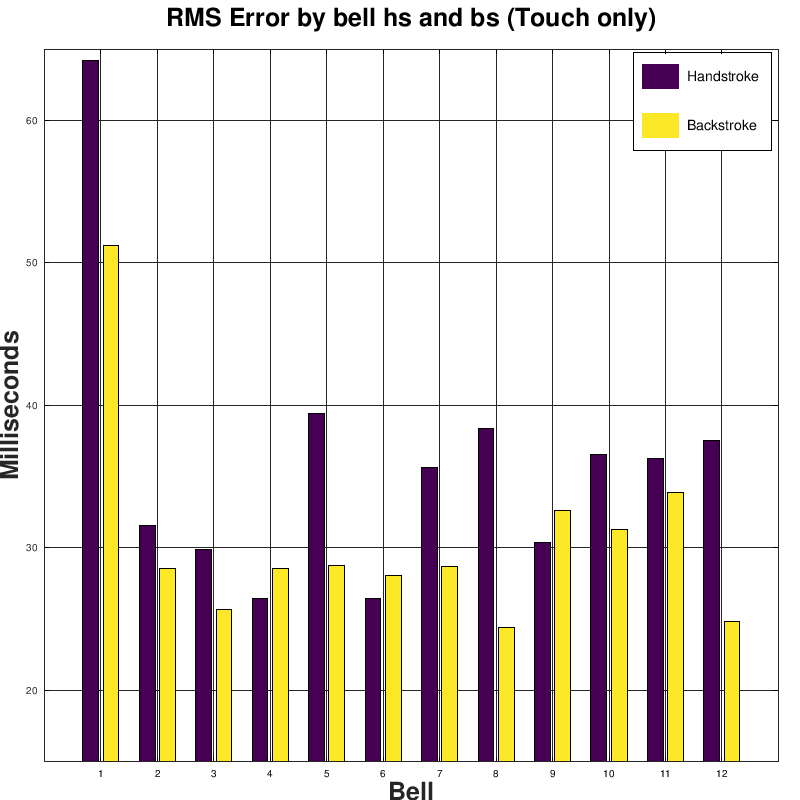 RMS Error by bell hs and bs (Touch only)
Handstroke
Backstroke
Milliseconds
60
50
40
30
20
1 2 3 4 5 6 7 8 9 10 11 12
Bell